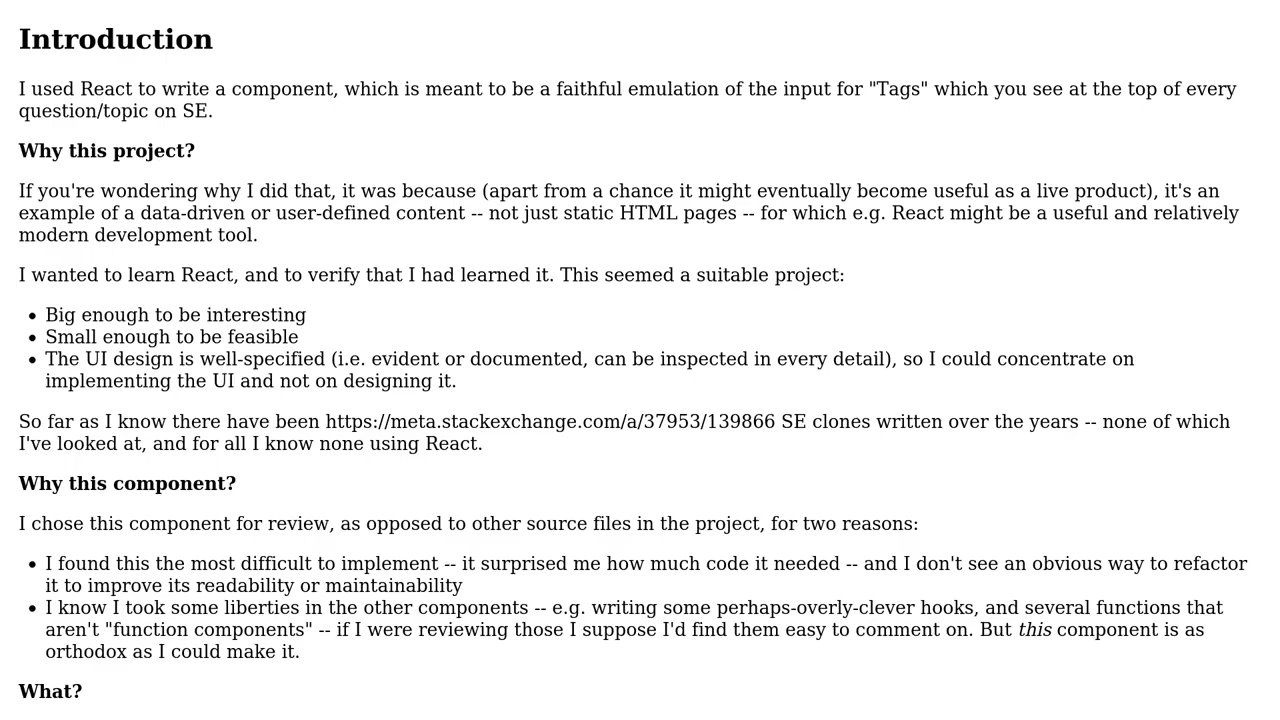 Introduction
I used React to write a component, which is meant to be a faithful emulation of the input for "Tags" which you see at the top of every
question/topic on SE.
Why this project?
If you're wondering why I did that, it was because (apart from a chance it might eventually become useful as a live product), it's an
example of a data-driven or user-defined content -- not just static HTML pages -- for which e.g. React might be a useful and relatively
modern development tool.
I wanted to learn React, and to verify that I had learned it. This seemed a suitable project:
• Big enough to be interesting
• Small enough to be feasible
• The UI design is well-specified (i.e. evident or documented, can be inspected in every detail), so I could concentrate on
implementing the UI and not on designing it.
So far as I know there have been https://meta.stackexchange.com/a/37953/139866 SE clones written over the years -- none of which
I've looked at, and for all I know none using React.
Why this component?
I chose this component for review, as opposed to other source files in the project, for two reasons:
• I found this the most difficult to implement -- it surprised me how much code it needed -- and I don't see an obvious way to refactor
it to improve its readability or maintainability
• I know I took some liberties in the other components -- e.g. writing some perhaps-overly-clever hooks, and several functions that
aren't "function components" -- if I were reviewing those I suppose I'd find them easy to comment on. But this component is as
orthodox as I could make it.
What?